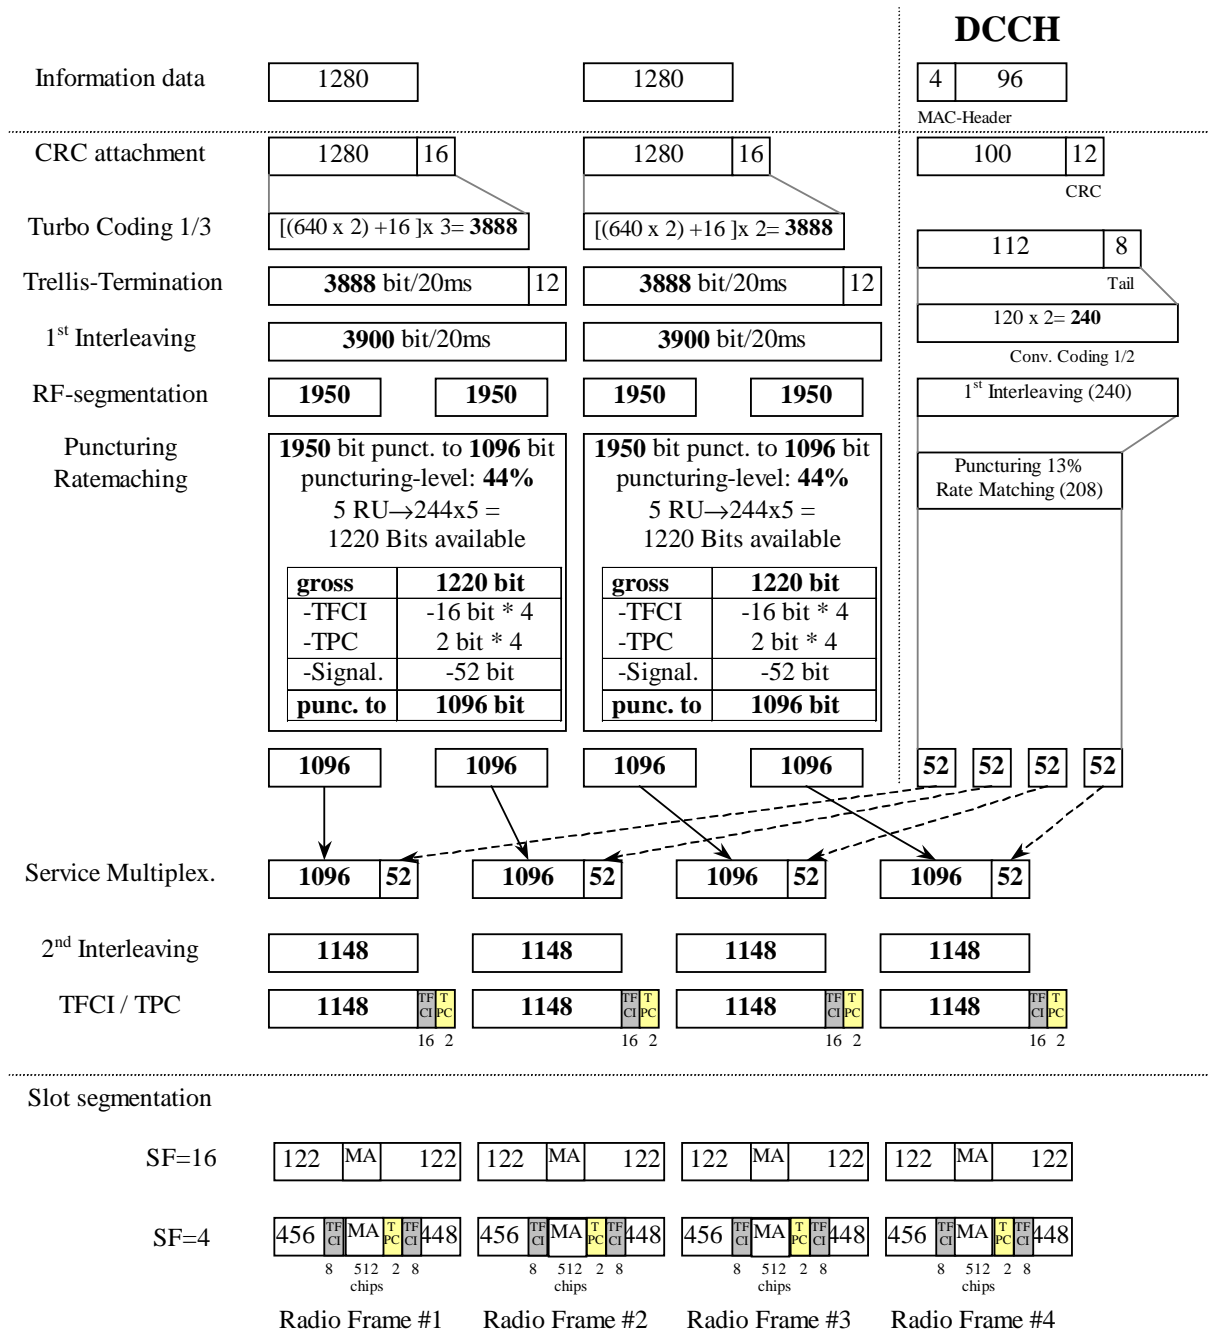 DCCH
Information data 1280 1280 4 96
MAC-Header
CRC attachment 1280 16 1280 16 100 12
CRC
Turbo Coding 1/3 [(640 x 2) +16 ]x 3= 3888 [(640 x 2) +16 ]x 2= 3888
112 8
Trellis-Termination 3888 bit/20ms 12 3888 bit/20ms 12 Tail
120 x 2= 240
1st Interleaving 3900 bit/20ms 3900 bit/20ms
Conv. Coding 1/2
RF-segmentation 1950 1950 1950 1950 1st Interleaving (240)
Puncturing 1950 bit punct. to 1096 bit 1950 bit punct. to 1096 bit
Ratemaching puncturing-level: 44% puncturing-level: 44% Puncturing 13%
Rate Matching (208)
5 RU→244x5 = 5 RU→244x5 =
1220 Bits available 1220 Bits available
gross 1220 bit gross 1220 bit
-TFCI -16 bit * 4 -TFCI -16 bit * 4
-TPC 2 bit * 4 -TPC 2 bit * 4
-Signal. -52 bit -Signal. -52 bit
punc. to 1096 bit punc. to 1096 bit
1096 1096 1096 1096 52 52 52 52
Service Multiplex. 1096 52 1096 52 1096 52 1096 52
2nd Interleaving 1148 1148 1148 1148
TFCI / TPC 1148 TF CI T PC 1148 TF CI T PC 1148 TF CI T PC 1148 TF CI T PC
16 2 16 2 16 2 16 2
Slot segmentation
SF=16 122 MA 122 122 MA 122 122 MA 122 122 MA 122
SF=4 456 TF CI MA T PC TF CI 448 456 TF CI MA T PC TF CI 448 456 TF CI MA T PC TF CI 448 456 TF CI MA T PC TF CI 448
8 512 2 8 8 512 2 8 8 512 2 8 8 512 2 8
chips chips chips chips
Radio Frame #1 Radio Frame #2 Radio Frame #3 Radio Frame #4